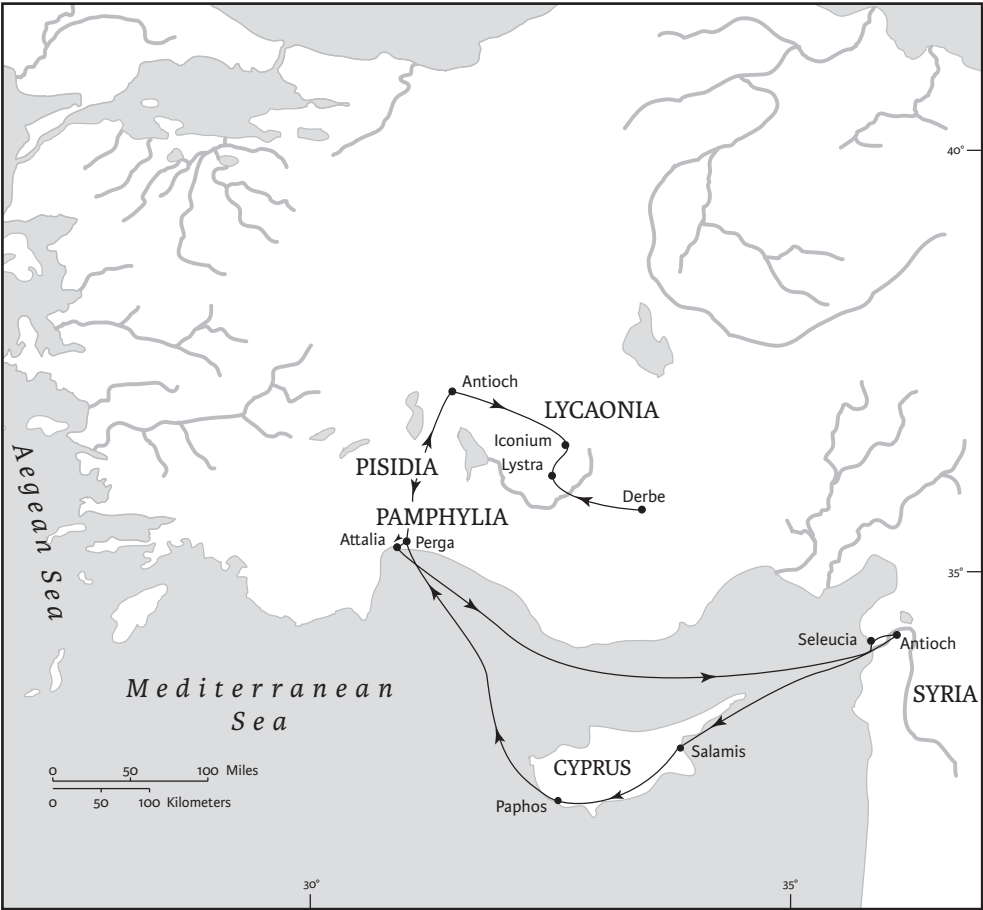 40°
Antioch
LYCAONIA
Iconium
PISIDIA
Lystra
Derbe
PAMPHYLIA
Attalia
Perga
Aegean Sea
35°
Seleucia
Antioch
Mediterranean
Sea
SYRIA
Salamis
CYPRUS
0 50 100 Miles
0 50 100 Kilometers
Paphos
30°
35°